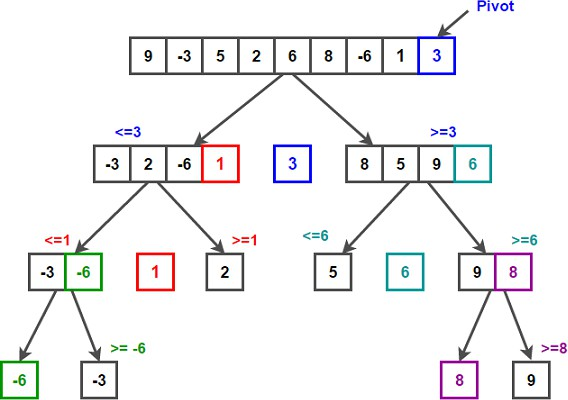 Pivot
9 -3 5 2 6 8 -6 1 3
<=3 >=3
-3 2 -6 1 3 8 5 9 6
<=1 >=1 <=6 >=6
-3 -6 1 2 5 6 9 8
>= -6 >=8
-6 -3 8 9